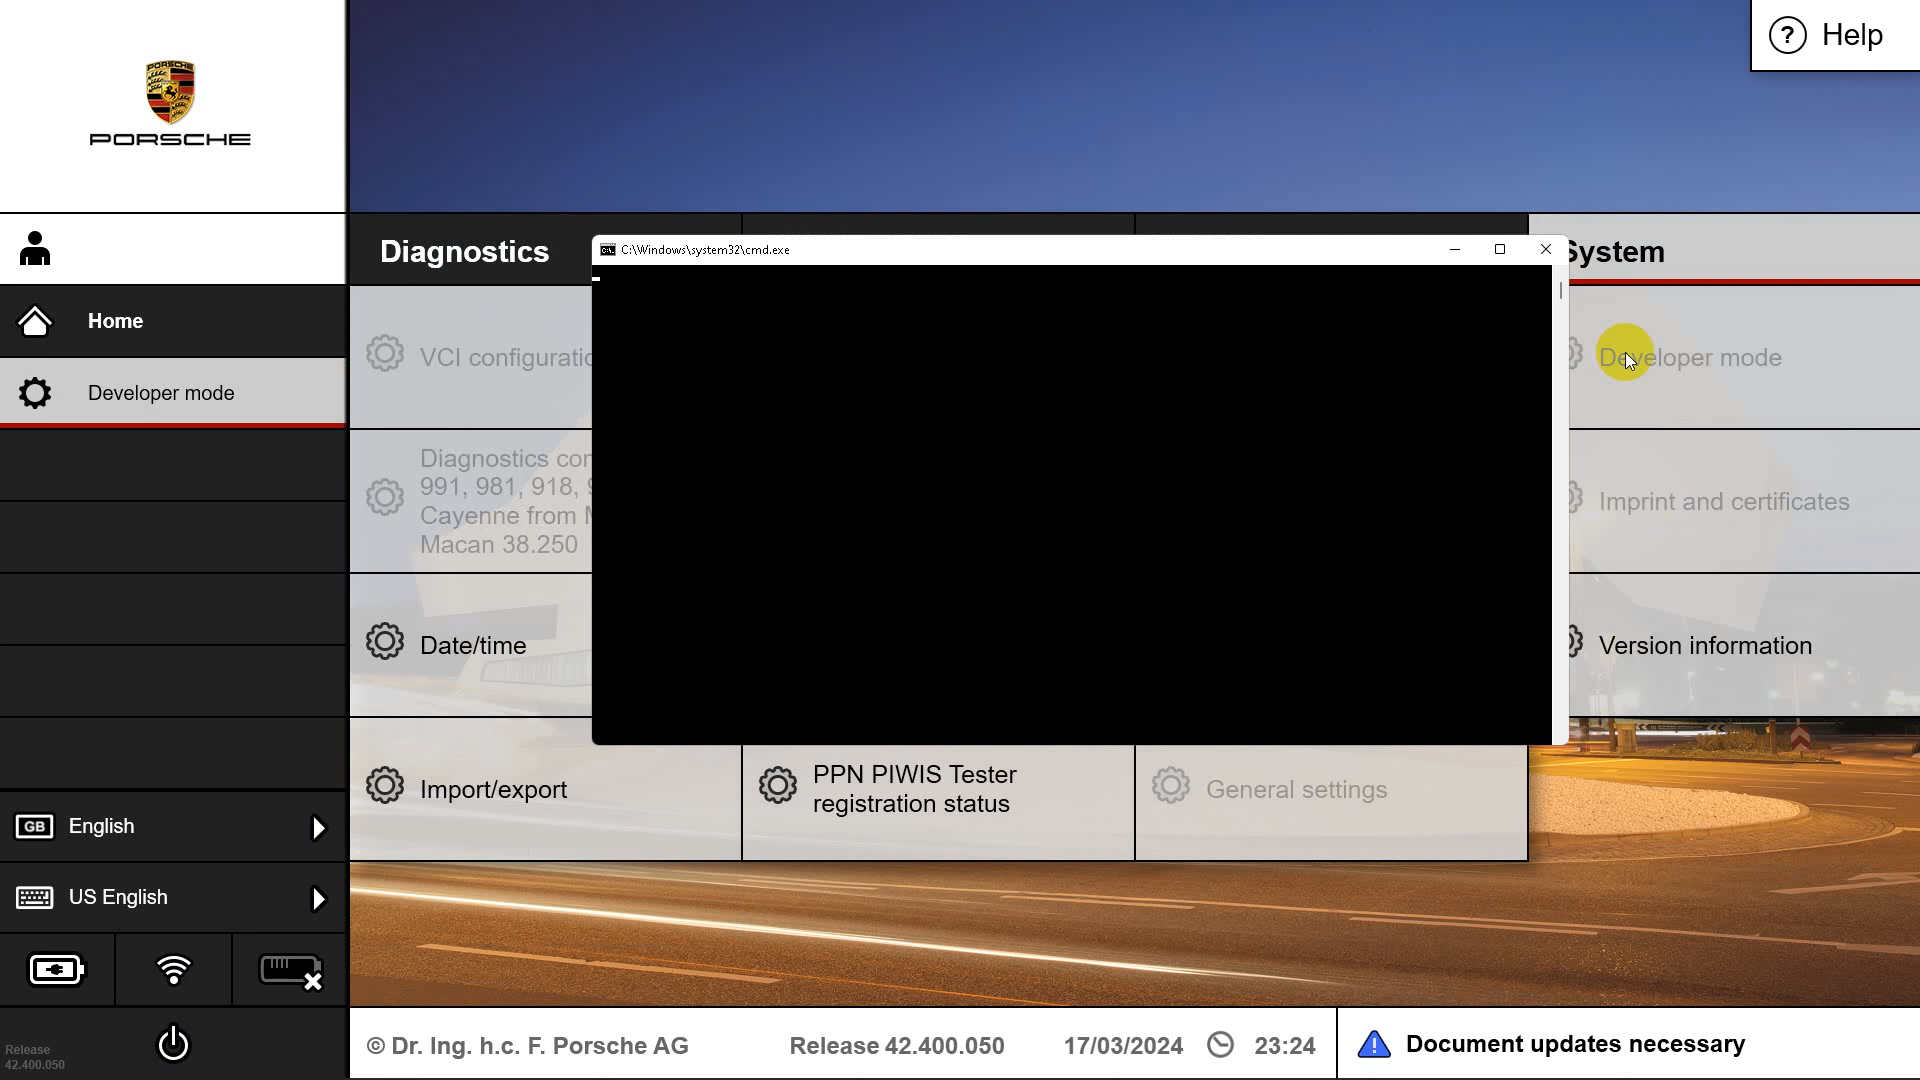 PORSCHE
PORSCHE
? Help
Diagnostics
C:\Windows\system32\cmd.exe
System
Home
VCI configuratio
Developer mode
Developer mode
Diagnostics con
991, 981, 918,
Cayenne from
Macan 38.250
Imprint and certificates
Date/time
Version information
Import/export
PPN PIWIS Tester
registration status
General settings
GB English
US English
Release
42.400.050
© Dr. Ing. h.c. F. Porsche AG
Release 42.400.050
17/03/2024
23:24
Document updates necessary